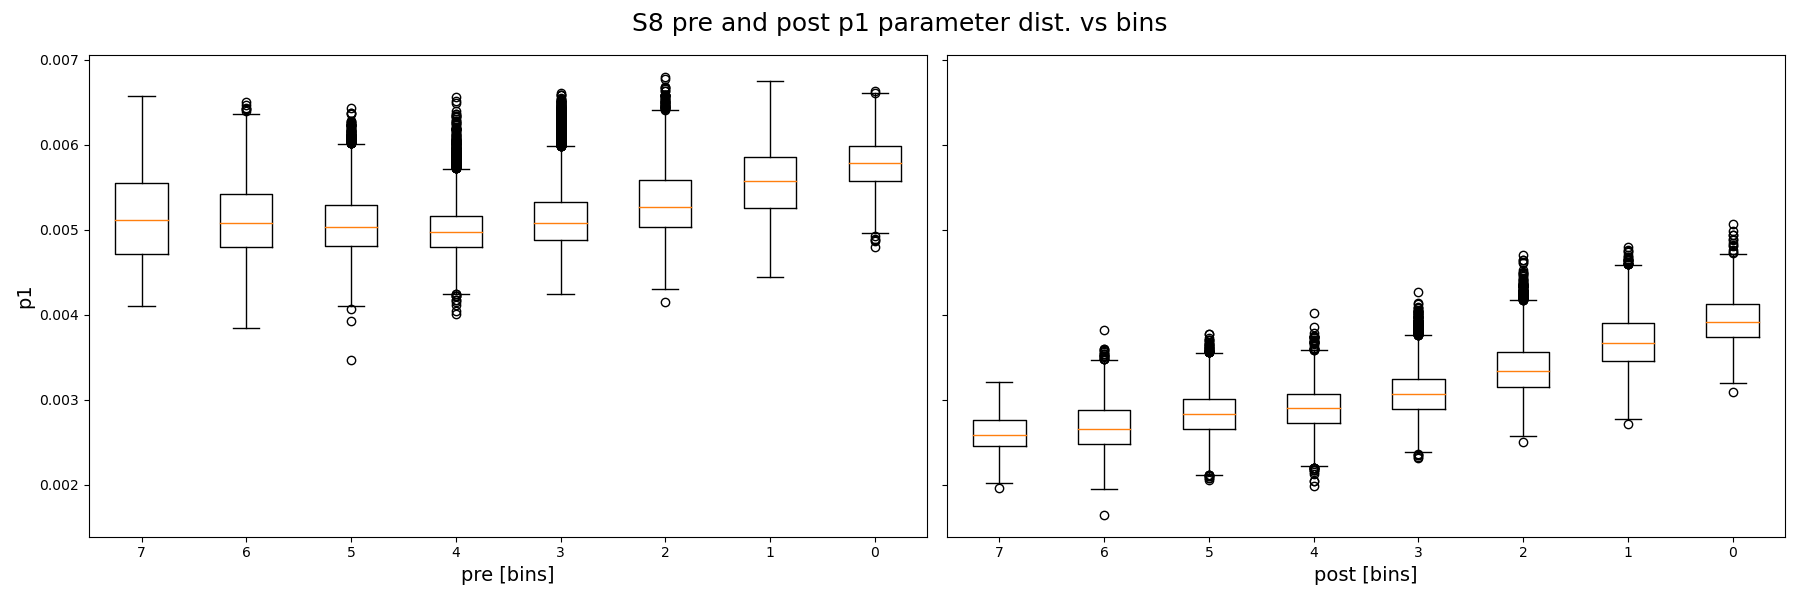 S8 pre and post p1 parameter dist. vs bins
p1
0.007
0.006
0.005
0.004
0.003
0.002
7 6 5 4 3 2 1 0
pre [bins]
7 6 5 4 3 2 1 0
post [bins]